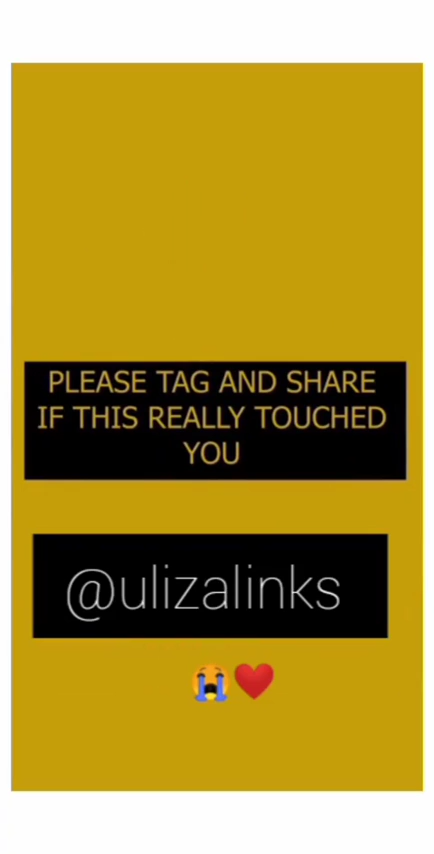 PLEASE TAG AND SHARE
IF THIS REALLY TOUCHED
YOU
@ulizalinks
😭❤️